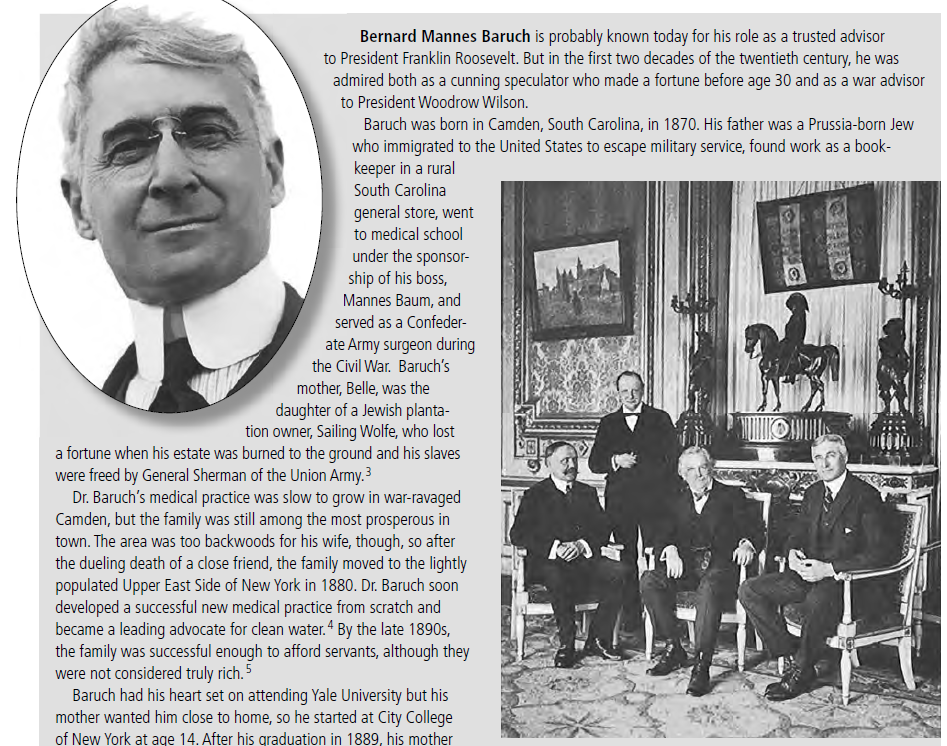 Bernard Mannes Baruch is probably known today for his role as a trusted advisor
to President Franklin Roosevelt. But in the first two decades of the twentieth century, he was
admired both as a cunning speculator who made a fortune before age 30 and as a war advisor
to President Woodrow Wilson.
Baruch was born in Camden, South Carolina, in 1870. His father was a Prussia-born Jew
who immigrated to the United States to escape military service, found work as a book-
keeper in a rural
South Carolina
general store, went
to medical school
under the sponsor-
ship of his boss,
Mannes Baum, and
served as a Confeder-
ate Army surgeon during
the Civil War. Baruch's
mother, Belle, was the
daughter of a Jewish planta-
tion owner, Sailing Wolfe, who lost
a fortune when his estate was burned to the ground and his slaves
were freed by General Sherman of the Union Army.3
Dr. Baruch's medical practice was slow to grow in war-ravaged
Camden, but the family was still among the most prosperous in
town. The area was too backwoods for his wife, though, so after
the dueling death of a close friend, the family moved to the lightly
populated Upper East Side of New York in 1880. Dr. Baruch soon
developed a successful new medical practice from scratch and
became a leading advocate for clean water.4 By the late 1890s,
the family was successful enough to afford servants, although they
were not considered truly rich.5
Baruch had his heart set on attending Yale University but his
mother wanted him close to home, so he started at City College
of New York at age 14. After his graduation in 1889, his mother